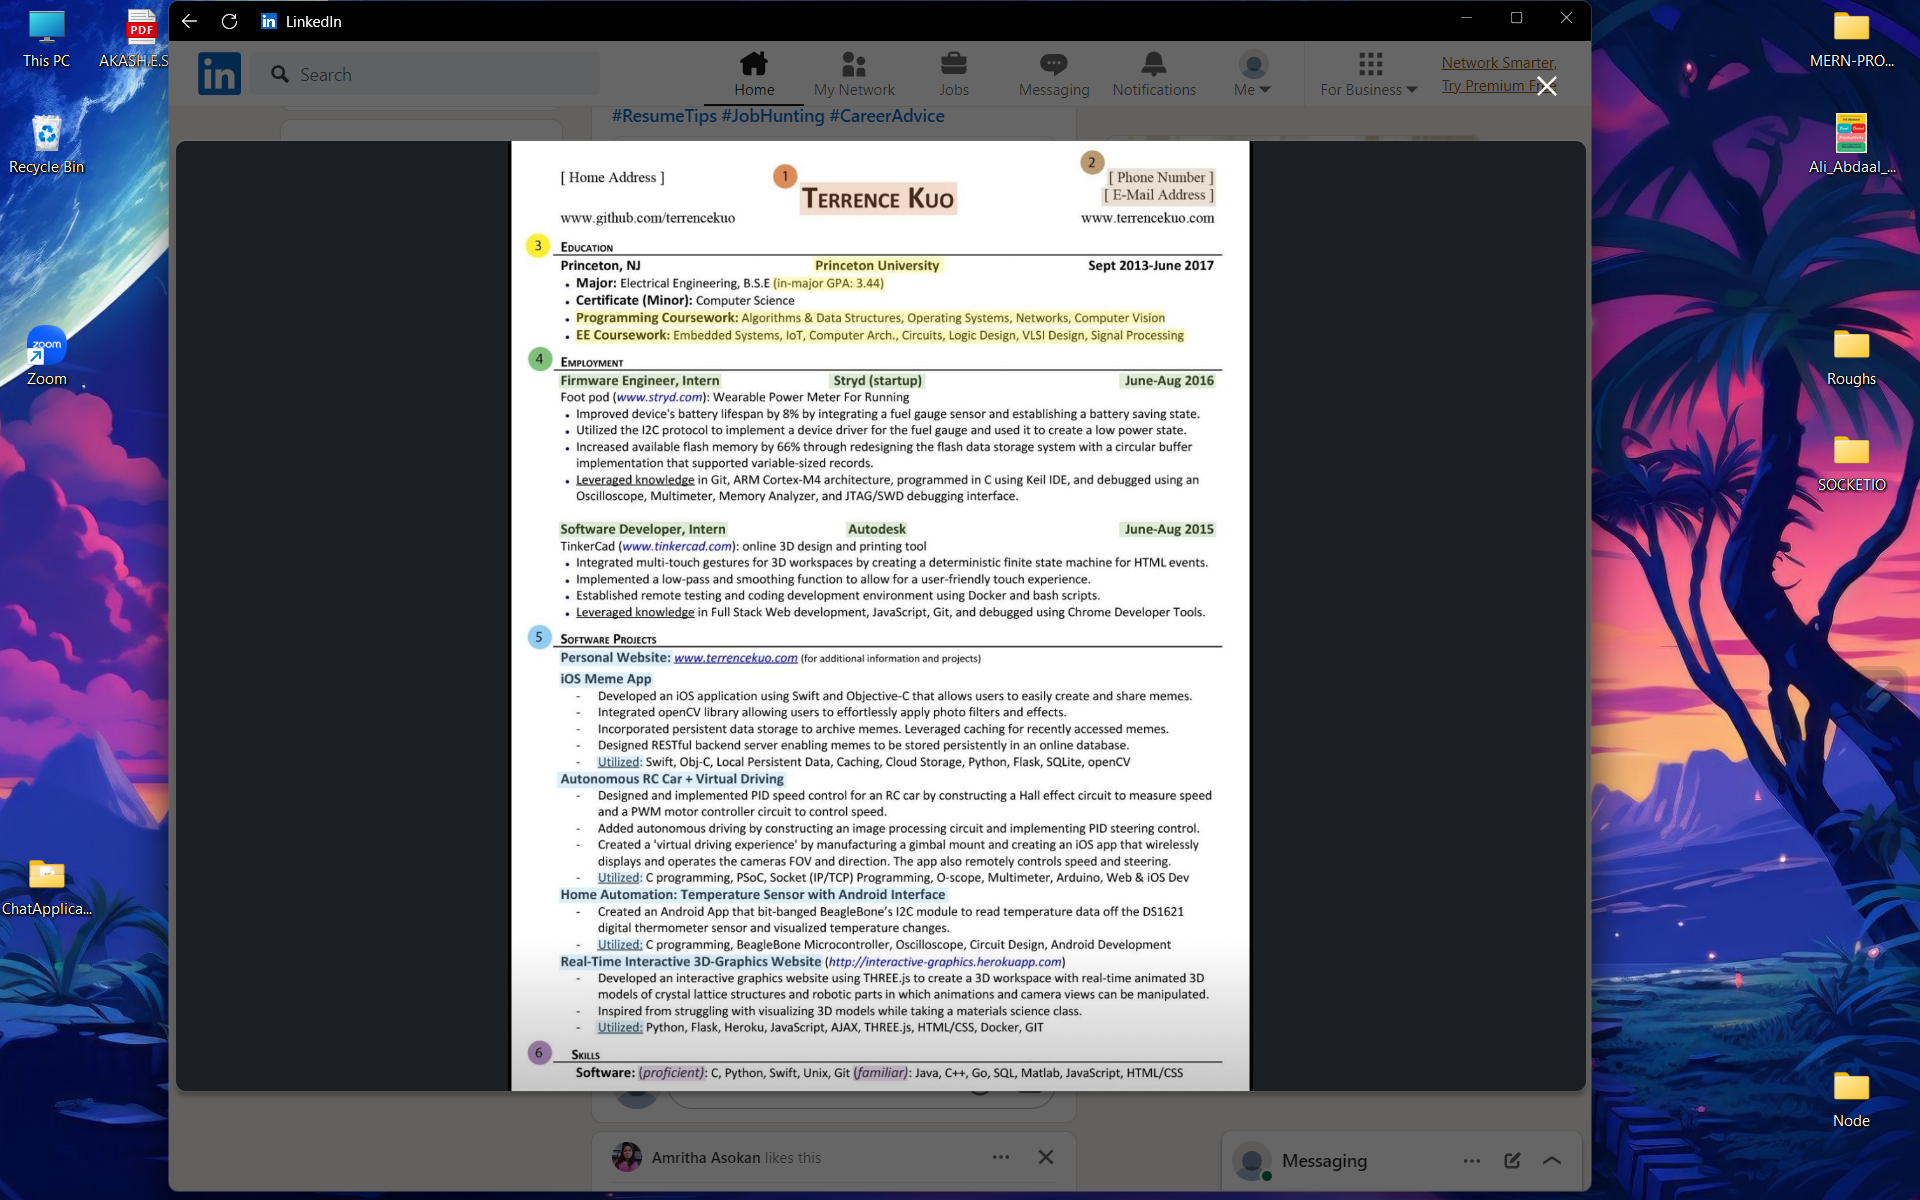 This PC
AKASH.E.S
Recycle Bin
Zoom
zoom
ChatApplica...
LinkedIn
Search
Home
My Network
Jobs
Messaging
Notifications
Me
For Business
Network Smarter,
Try Premium
#ResumeTips #JobHunting #CareerAdvice
[ Home Address ]
1
TERRENCE KUO
2
[ Phone Number ]
[ E-Mail Address ]
www.github.com/terrencekuo
www.terrencekuo.com
3
EDUCATION
Princeton, NJ Princeton University Sept 2013-June 2017
• Major: Electrical Engineering, B.S.E (in-major GPA: 3.44)
• Certificate (Minor): Computer Science
• Programming Coursework: Algorithms & Data Structures, Operating Systems, Networks, Computer Vision
• EE Coursework: Embedded Systems, IoT, Computer Arch., Circuits, Logic Design, VLSI Design, Signal Processing
4
EMPLOYMENT
Firmware Engineer, Intern Stryd (startup) June-Aug 2016
Foot pod (www.stryd.com): Wearable Power Meter For Running
• Improved device's battery lifespan by 8% by integrating a fuel gauge sensor and establishing a battery saving state.
• Utilized the I2C protocol to implement a device driver for the fuel gauge and used it to create a low power state.
• Increased available flash memory by 66% through redesigning the flash data storage system with a circular buffer
implementation that supported variable-sized records.
• Leveraged knowledge in Git, ARM Cortex-M4 architecture, programmed in C using Keil IDE, and debugged using an
Oscilloscope, Multimeter, Memory Analyzer, and JTAG/SWD debugging interface.
Software Developer, Intern Autodesk June-Aug 2015
TinkerCad (www.tinkercad.com): online 3D design and printing tool
• Integrated multi-touch gestures for 3D workspaces by creating a deterministic finite state machine for HTML events.
• Implemented a low-pass and smoothing function to allow for a user-friendly touch experience.
• Established remote testing and coding development environment using Docker and bash scripts.
• Leveraged knowledge in Full Stack Web development, JavaScript, Git, and debugged using Chrome Developer Tools.
5
SOFTWARE PROJECTS
Personal Website: www.terrencekuo.com (for additional information and projects)
iOS Meme App
- Developed an iOS application using Swift and Objective-C that allows users to easily create and share memes.
- Integrated openCV library allowing users to effortlessly apply photo filters and effects.
- Incorporated persistent data storage to archive memes. Leveraged caching for recently accessed memes.
- Designed RESTful backend server enabling memes to be stored persistently in an online database.
- Utilized: Swift, Obj-C, Local Persistent Data, Caching, Cloud Storage, Python, Flask, SQLite, openCV
Autonomous RC Car + Virtual Driving
- Designed and implemented PID speed control for an RC car by constructing a Hall effect circuit to measure speed
and a PWM motor controller circuit to control speed.
- Added autonomous driving by constructing an image processing circuit and implementing PID steering control.
- Created a 'virtual driving experience' by manufacturing a gimbal mount and creating an iOS app that wirelessly
displays and operates the cameras FOV and direction. The app also remotely controls speed and steering.
- Utilized: C programming, PSoC, Socket (IP/TCP) Programming, O-scope, Multimeter, Arduino, Web & iOS Dev
Home Automation: Temperature Sensor with Android Interface
- Created an Android App that bit-banged BeagleBone’s I2C module to read temperature data off the DS1621
digital thermometer sensor and visualized temperature changes.
- Utilized: C programming, BeagleBone Microcontroller, Oscilloscope, Circuit Design, Android Development
Real-Time Interactive 3D-Graphics Website (http://interactive-graphics.herokuapp.com)
- Developed an interactive graphics website using THREE.js to create a 3D workspace with real-time animated 3D
models of crystal lattice structures and robotic parts in which animations and camera views can be manipulated.
- Inspired from struggling with visualizing 3D models while taking a materials science class.
- Utilized: Python, Flask, Heroku, JavaScript, AJAX, THREE.js, HTML/CSS, Docker, GIT
6
SKILLS
Software: (proficient): C, Python, Swift, Unix, Git (familiar): Java, C++, Go, SQL, Matlab, JavaScript, HTML/CSS
Amritha Asokan likes this
Messaging
MERN-PRO...
Ali_Abdaal_...
Roughs
SOCKETIO
Node
PDF
in
in